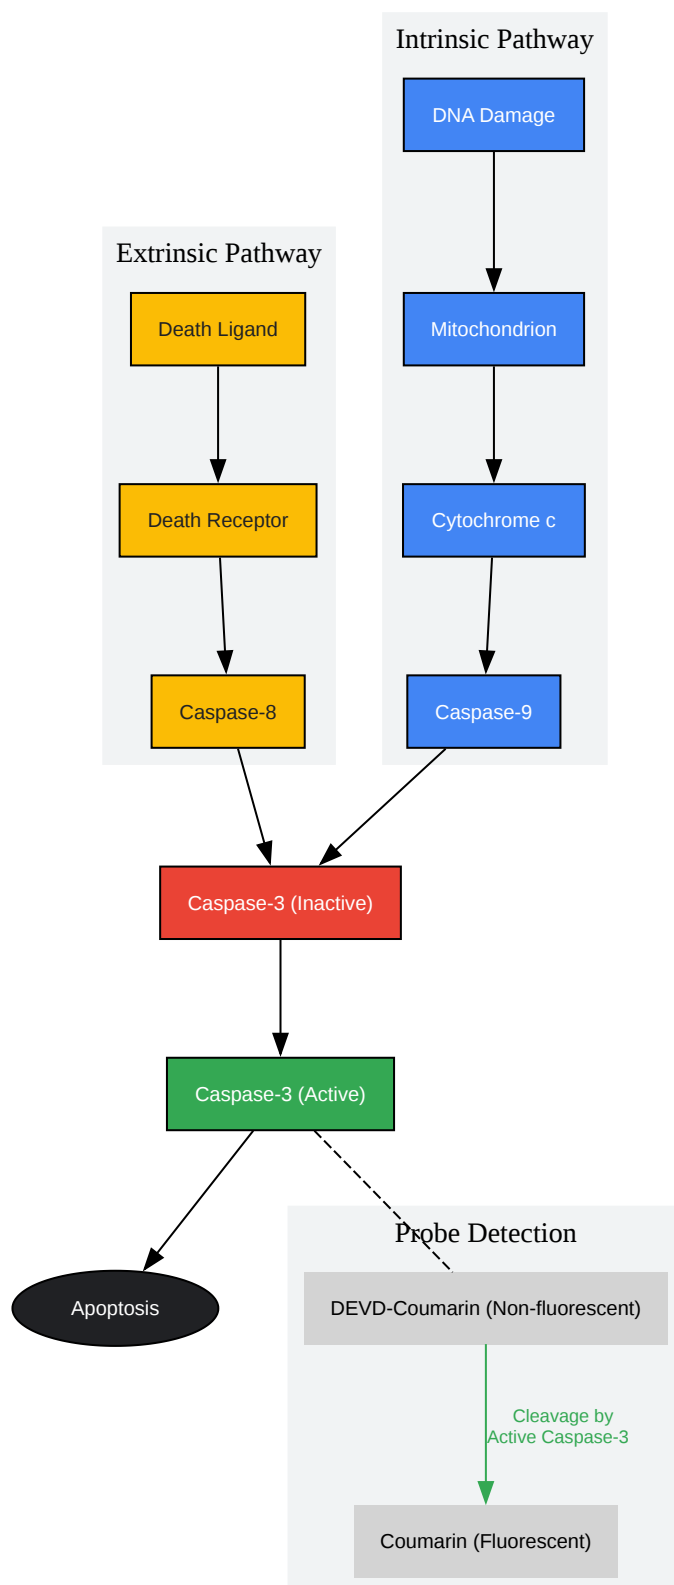 Intrinsic Pathway
DNA Damage
Extrinsic Pathway
Death Ligand
Mitochondrion
Death Receptor
Cytochrome c
Caspase-8
Caspase-9
Caspase-3 (Inactive)
Caspase-3 (Active)
Probe Detection
Apoptosis
DEVD-Coumarin (Non-fluorescent)
Cleavage by
Active Caspase-3
Coumarin (Fluorescent)